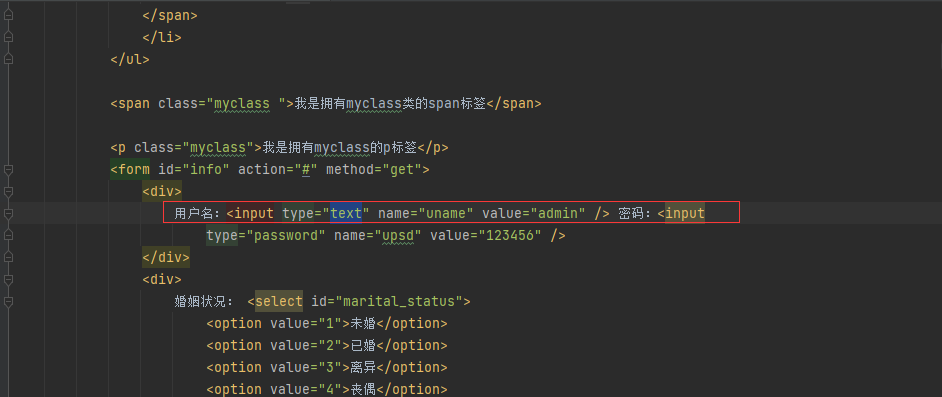 </span>
</li>
</ul>
<span class="myclass ">我是拥有myclass类的span标签</span>
<p class="myclass">我是拥有myclass的p标签</p>
<form id="info" action="#" method="get">
<div>
用户名：<input type="text" name="uname" value="admin" /> 密码：<input
type="password" name="upsd" value="123456" />
</div>
<div>
婚姻状况： <select id="marital_status">
<option value="1">未婚</option>
<option value="2">已婚</option>
<option value="3">离异</option>
<option value="4">丧偶</option>